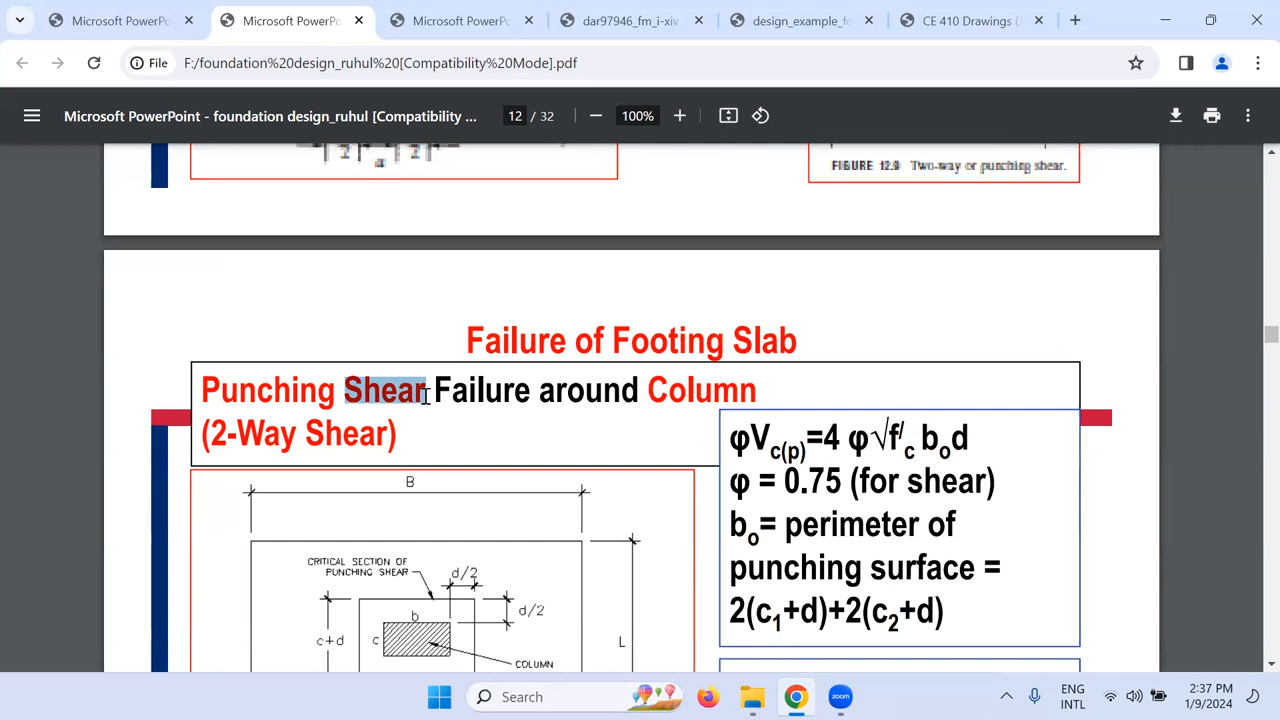 Microsoft PowerPo
Microsoft PowerPo
Microsoft PowerPo
dar97946_fm_i-xiv
design_example_fo
CE 410 Drawings (
File
F:/foundation%20design_ruhul%20[Compatibility%20Mode].pdf
Microsoft PowerPoint - foundation design_ruhul [Compatibility ...
12 / 32
100%
2
2
FIGURE 12.9 Two-way or punching shear.
Failure of Footing Slab
Punching Shear Failure around Column
(2-Way Shear)
φVc(p)=4 φ√f/c bod
φ = 0.75 (for shear)
bo= perimeter of
punching surface =
2(c1+d)+2(c2+d)
B
CRITICAL SECTION OF
PUNCHING SHEAR
d/2
d/2
b
c
c+d
L
COLUMN
Search
zoom
ENG
INTL
2:37 PM
1/9/2024